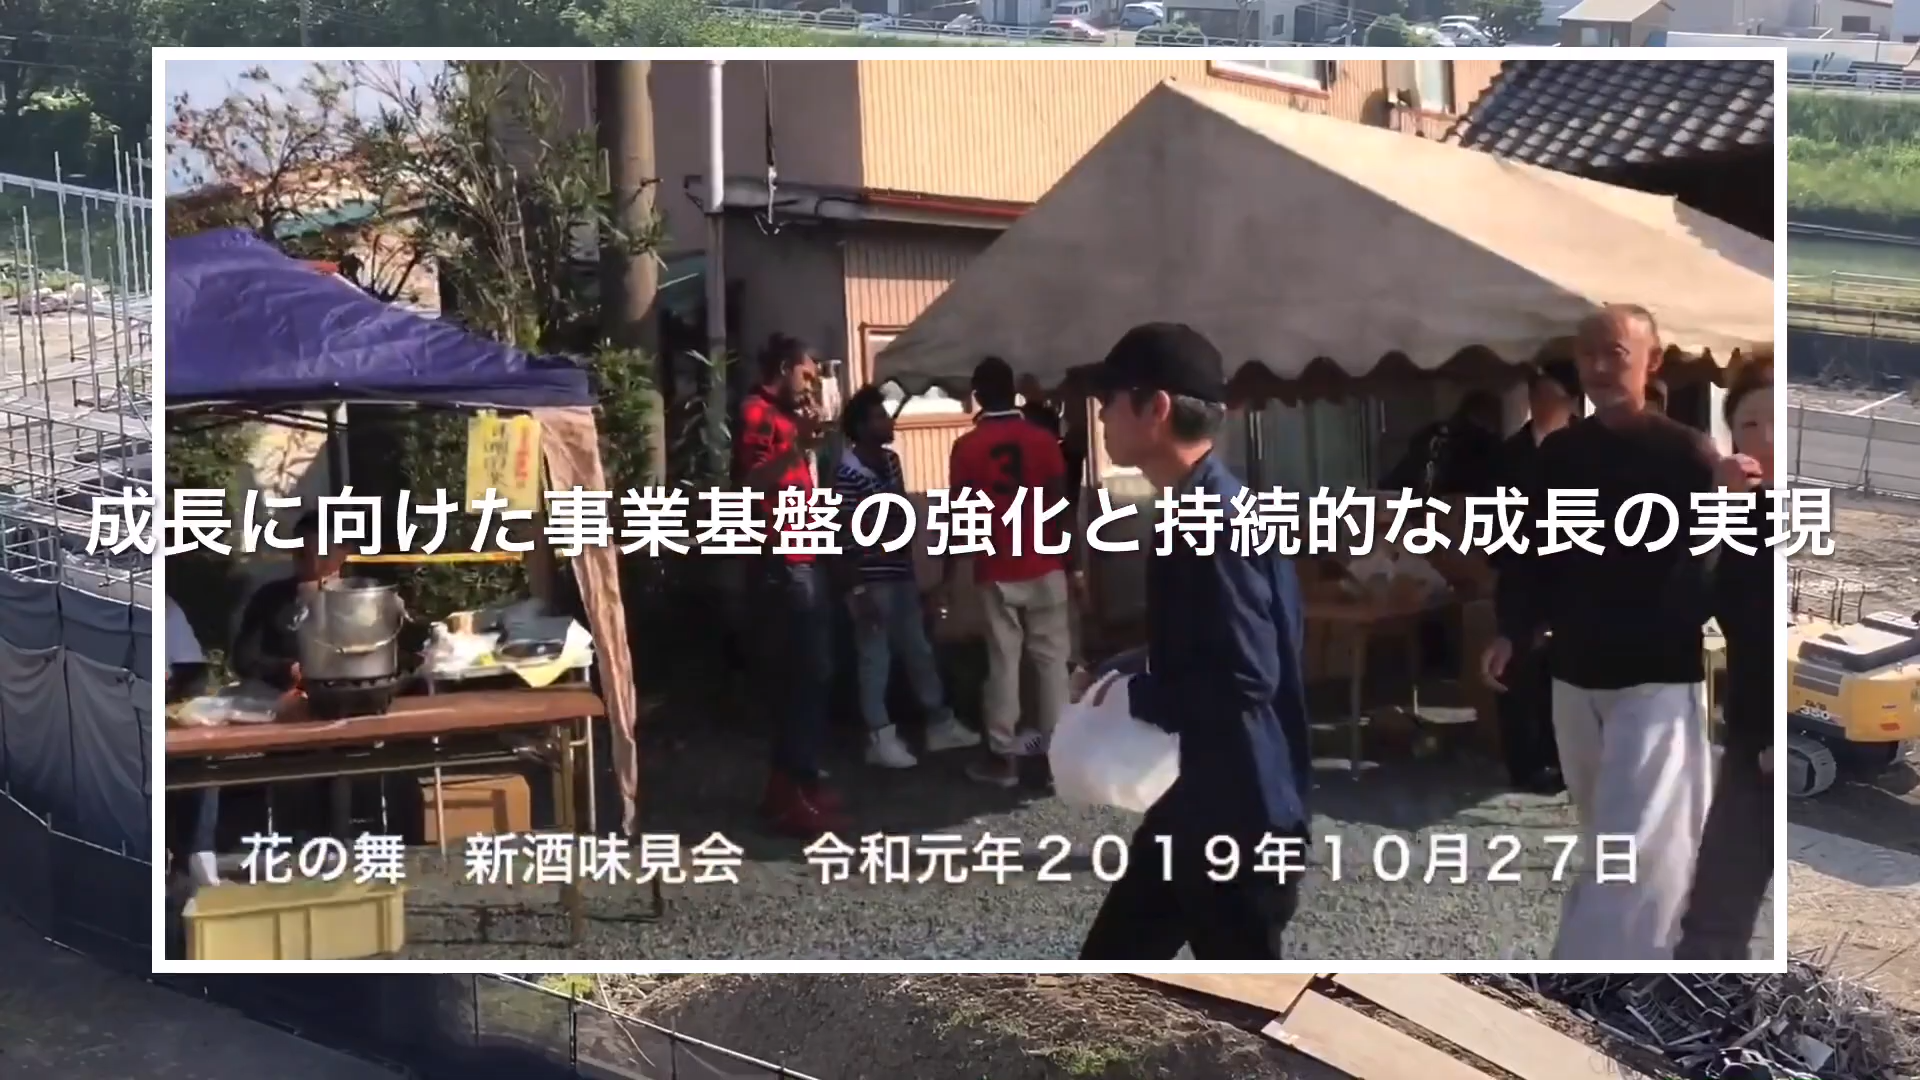 成長に向けた事業基盤の強化と持続的な成長の実現
3
花の舞　新酒味見会　令和元年２０１９年１０月２７日
350